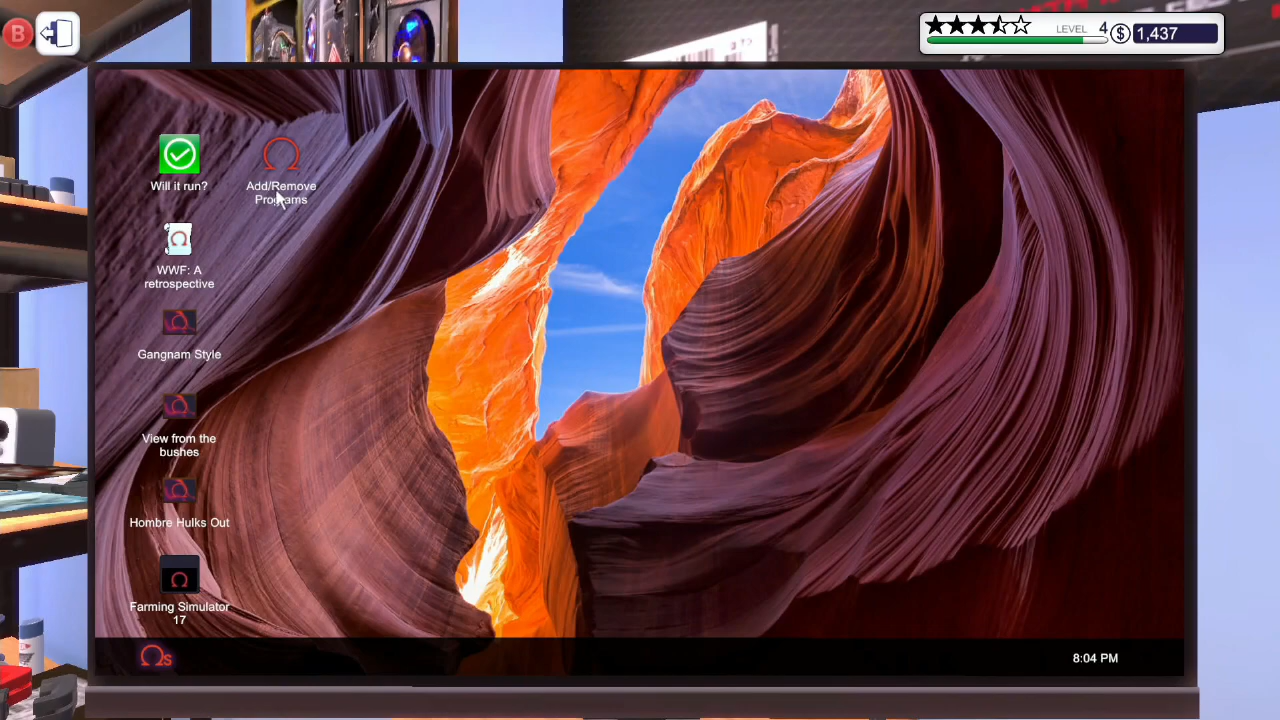 B
LEVEL 4
$ 1,437
Will it run?
Add/Remove
Programs
WWF: A
retrospective
Gangnam Style
View from the
bushes
Hombre Hulks Out
Farming Simulator
17
Ωs
8:04 PM